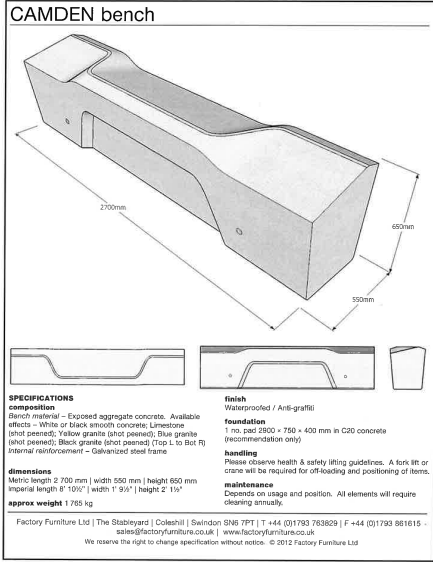 CAMDEN bench
2700mm
650mm
550mm
SPECIFICATIONS
composition
Bench material – Exposed aggregate concrete. Available
effects – White or black smooth concrete; Limestone
(shot peened); Yellow granite (shot peened); Blue granite
(shot peened); Black granite (shot peened) (Top L to Bot R)
Internal reinforcement – Galvanized steel frame
dimensions
Metric length 2 700 mm | width 550 mm | height 650 mm
Imperial length 8' 10½" | width 1' 9½" | height 2' 1½"
approx weight 1 765 kg
finish
Waterproofed / Anti-graffiti
foundation
1 no. pad 2900 × 750 × 400 mm in C20 concrete
(recommendation only)
handling
Please observe health & safety lifting guidelines. A fork lift or
crane will be required for off-loading and positioning of items.
maintenance
Depends on usage and position. All elements will require
cleaning annually.
Factory Furniture Ltd | The Stableyard | Coleshill | Swindon SN6 7PT | T +44 (0)1793 763829 | F +44 (0)1793 861615 -
sales@factoryfurniture.co.uk | www.factoryfurniture.co.uk
We reserve the right to change specification without notice. © 2012 Factory Furniture Ltd